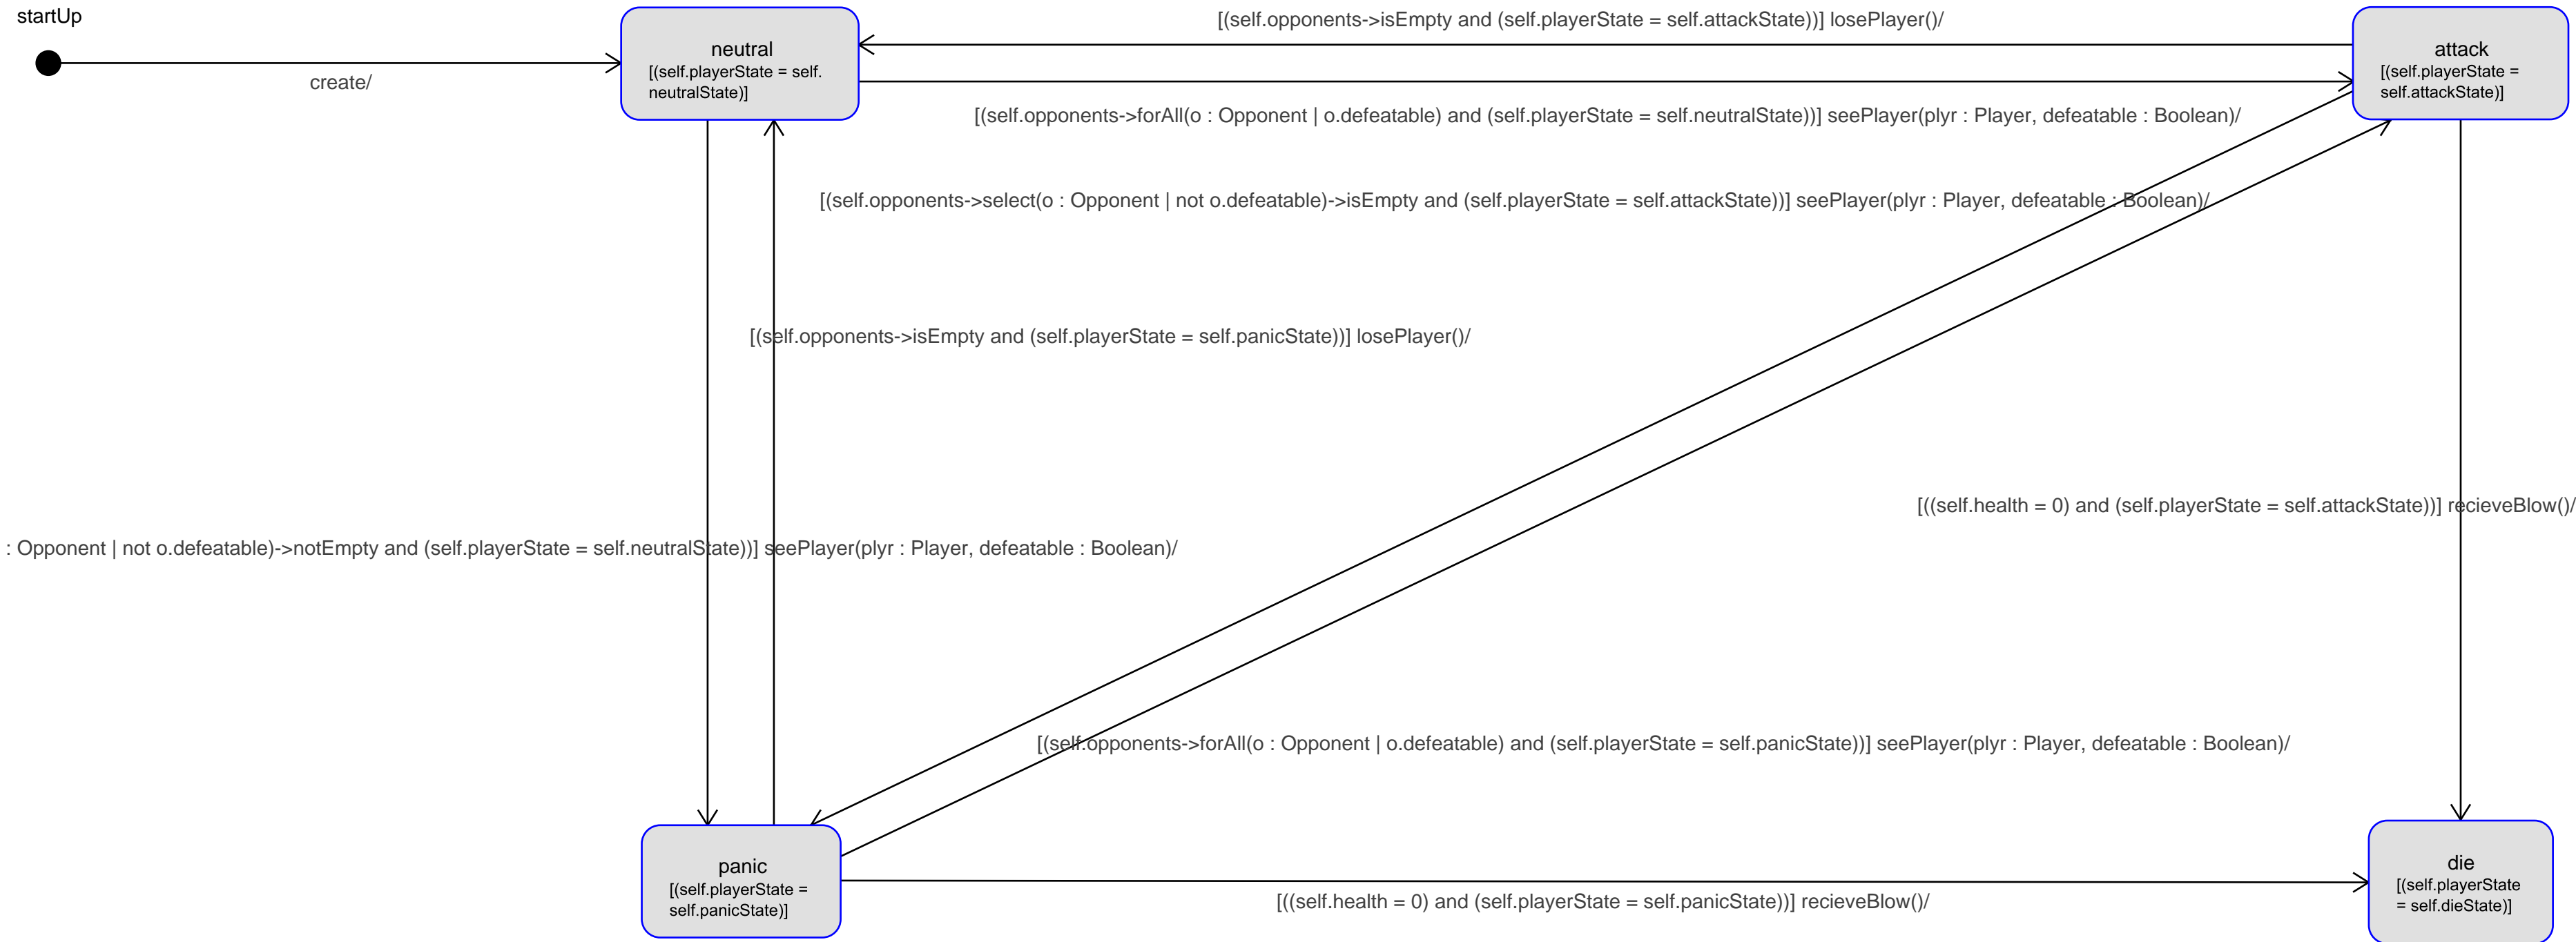 startUp
[(self.opponents->isEmpty and (self.playerState = self.attackState))] losePlayer()/
neutral
[(self.playerState = self.
neutralState)]
attack
[(self.playerState =
self.attackState)]
create/
[(self.opponents->forAll(o : Opponent | o.defeatable) and (self.playerState = self.neutralState))] seePlayer(plyr : Player, defeatable : Boolean)/
[(self.opponents->select(o : Opponent | not o.defeatable)->isEmpty and (self.playerState = self.attackState))] seePlayer(plyr : Player, defeatable : Boolean)/
[(self.opponents->isEmpty and (self.playerState = self.panicState))] losePlayer()/
[((self.health = 0) and (self.playerState = self.attackState))] recieveBlow()/
: Opponent | not o.defeatable)->notEmpty and (self.playerState = self.neutralState))] seePlayer(plyr : Player, defeatable : Boolean)/
[(self.opponents->forAll(o : Opponent | o.defeatable) and (self.playerState = self.panicState))] seePlayer(plyr : Player, defeatable : Boolean)/
panic
[(self.playerState =
self.panicState)]
die
[(self.playerState
= self.dieState)]
[((self.health = 0) and (self.playerState = self.panicState))] recieveBlow()/